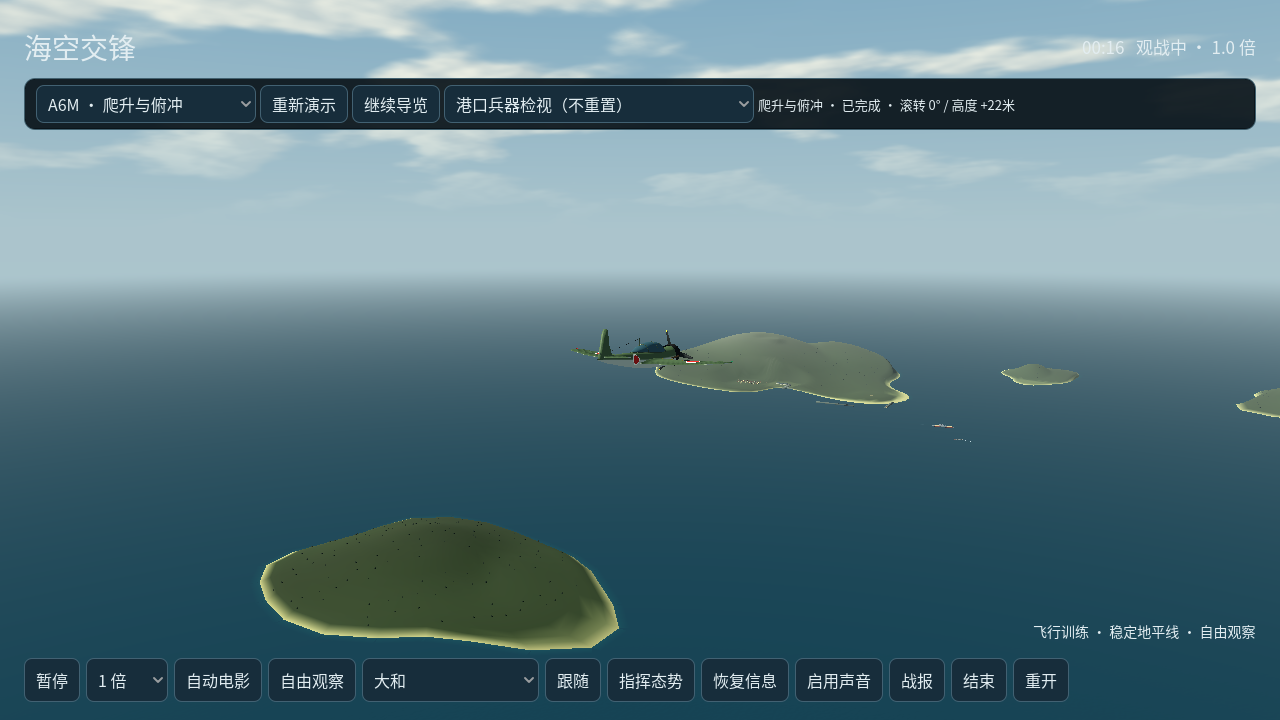 海空交锋
00:16 观战中 · 1.0 倍
A6M · 爬升与俯冲 重新演示 继续导览 港口兵器检视（不重置） 爬升与俯冲 · 已完成 · 滚转 0° / 高度 +22米
飞行训练 · 稳定地平线 · 自由观察
暂停 1 倍 自动电影 自由观察 大和 跟随 指挥态势 恢复信息 启用声音 战报 结束 重开